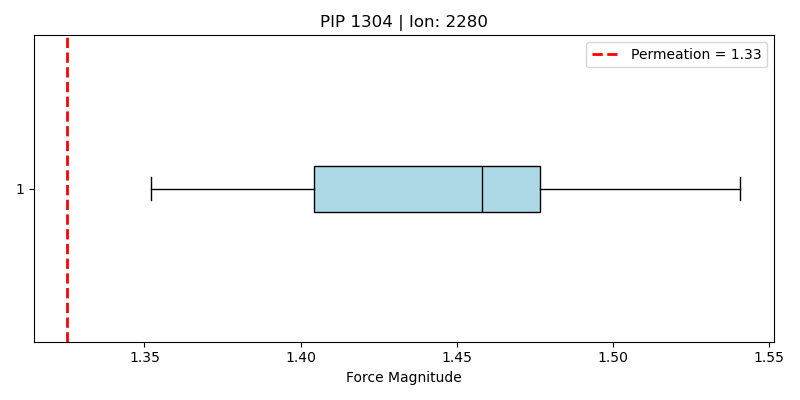 PIP 1304 | Ion: 2280
Permeation = 1.33
1
1.35 1.40 1.45 1.50 1.55
Force Magnitude